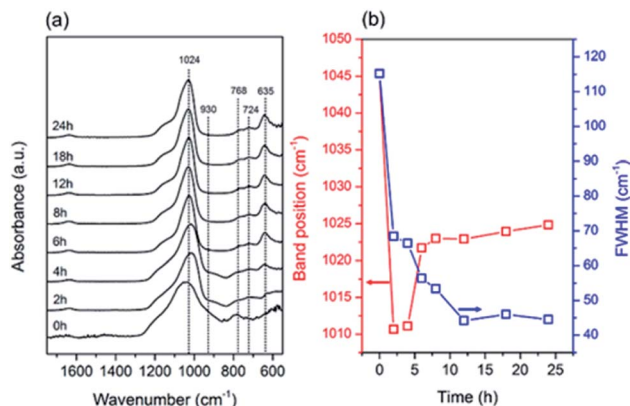 (a)
1024
930
768
724
635
24h
18h
12h
8h
6h
4h
2h
0h
Absorbance (a.u.)
1600
1400
1200
1000
800
600
Wavenumber (cm-1)
(b)
1050
1045
1040
1035
1030
1025
1020
1015
1010
Band position (cm-1)
120
110
100
90
80
70
60
50
40
FWHM (cm-1)
0
5
10
15
20
25
Time (h)